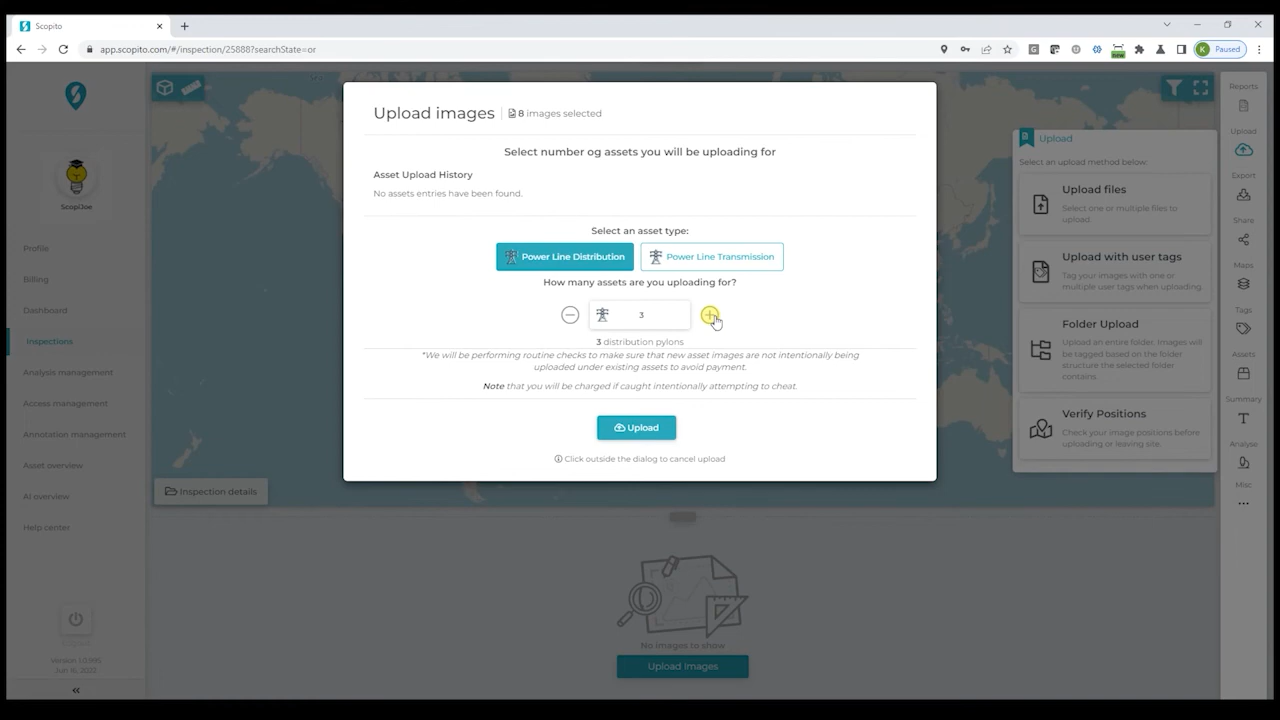 Scopito
app.scopito.com/#/inspection/25888?searchState=or
K Paused
new
ScopiJoe
Profile
Billing
Dashboard
Inspections
Analysis management
Access management
Annotation management
Asset overview
AI overview
Help center
Version 1.0.995
Jun 16, 2022
Upload images
8 images selected
Select number og assets you will be uploading for
Asset Upload History
No assets entries have been found.
Select an asset type:
Power Line Distribution
Power Line Transmission
How many assets are you uploading for?
3
3 distribution pylons
*We will be performing routine checks to make sure that new asset images are not intentionally being
uploaded under existing assets to avoid payment.
Note that you will be charged if caught intentionally attempting to cheat.
Upload
Click outside the dialog to cancel upload
Inspection details
No images to show
Upload images
Upload
Select an upload method below:
Upload files
Select one or multiple files to
upload.
Upload with user tags
Tag your images with one or
multiple user tags when uploading.
Folder Upload
Upload an entire folder. Images will
be tagged based on the folder
structure the selected folder
contains.
Verify Positions
Check your image positions before
uploading or leaving site.
Reports
Upload
Export
Share
Maps
Tags
Assets
Summary
Analyse
Misc